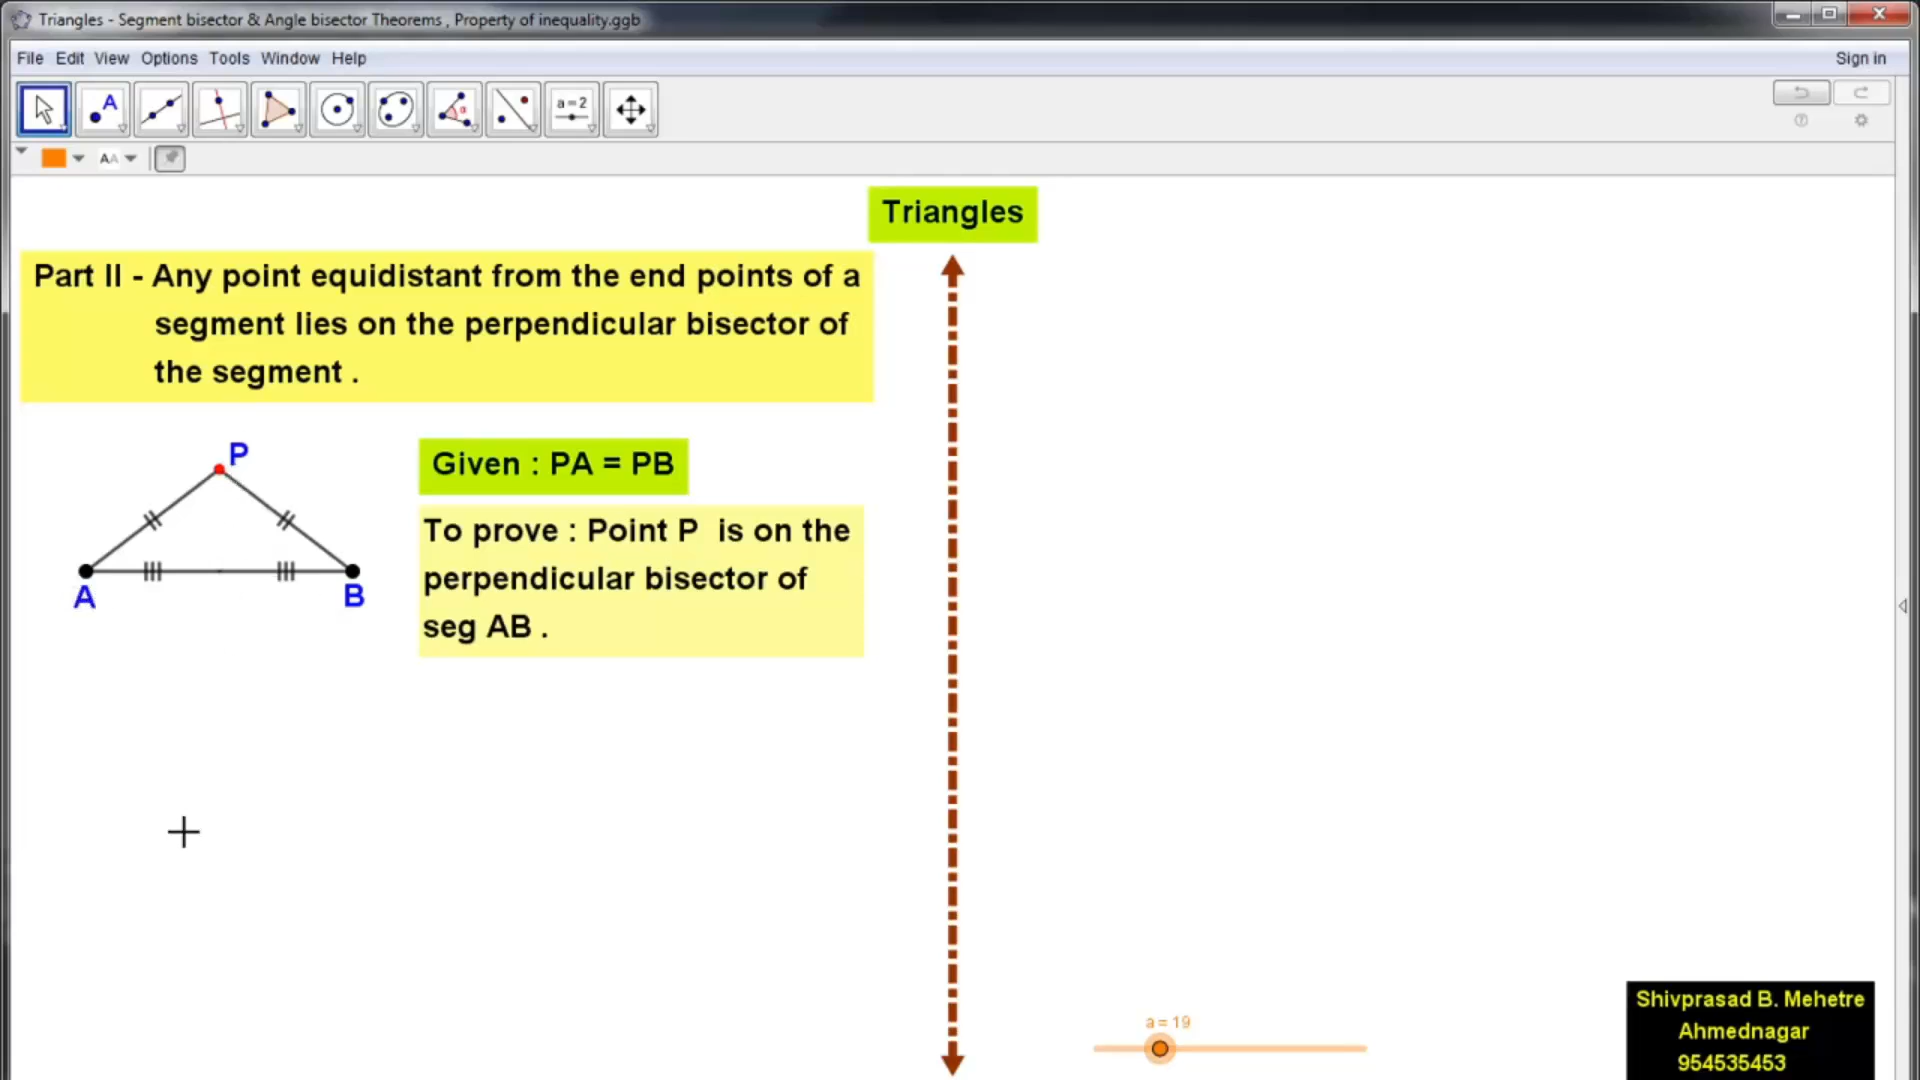 Triangles - Segment bisector & Angle bisector Theorems , Property of inequality.ggb
File Edit View Options Tools Window Help
Sign in
A
α
a = 2
AA
Triangles
Part II - Any point equidistant from the end points of a
segment lies on the perpendicular bisector of
the segment .
P
A
B
Given : PA = PB
To prove : Point P is on the
perpendicular bisector of
seg AB .
a = 19
Shivprasad B. Mehetre
Ahmednagar
954535453